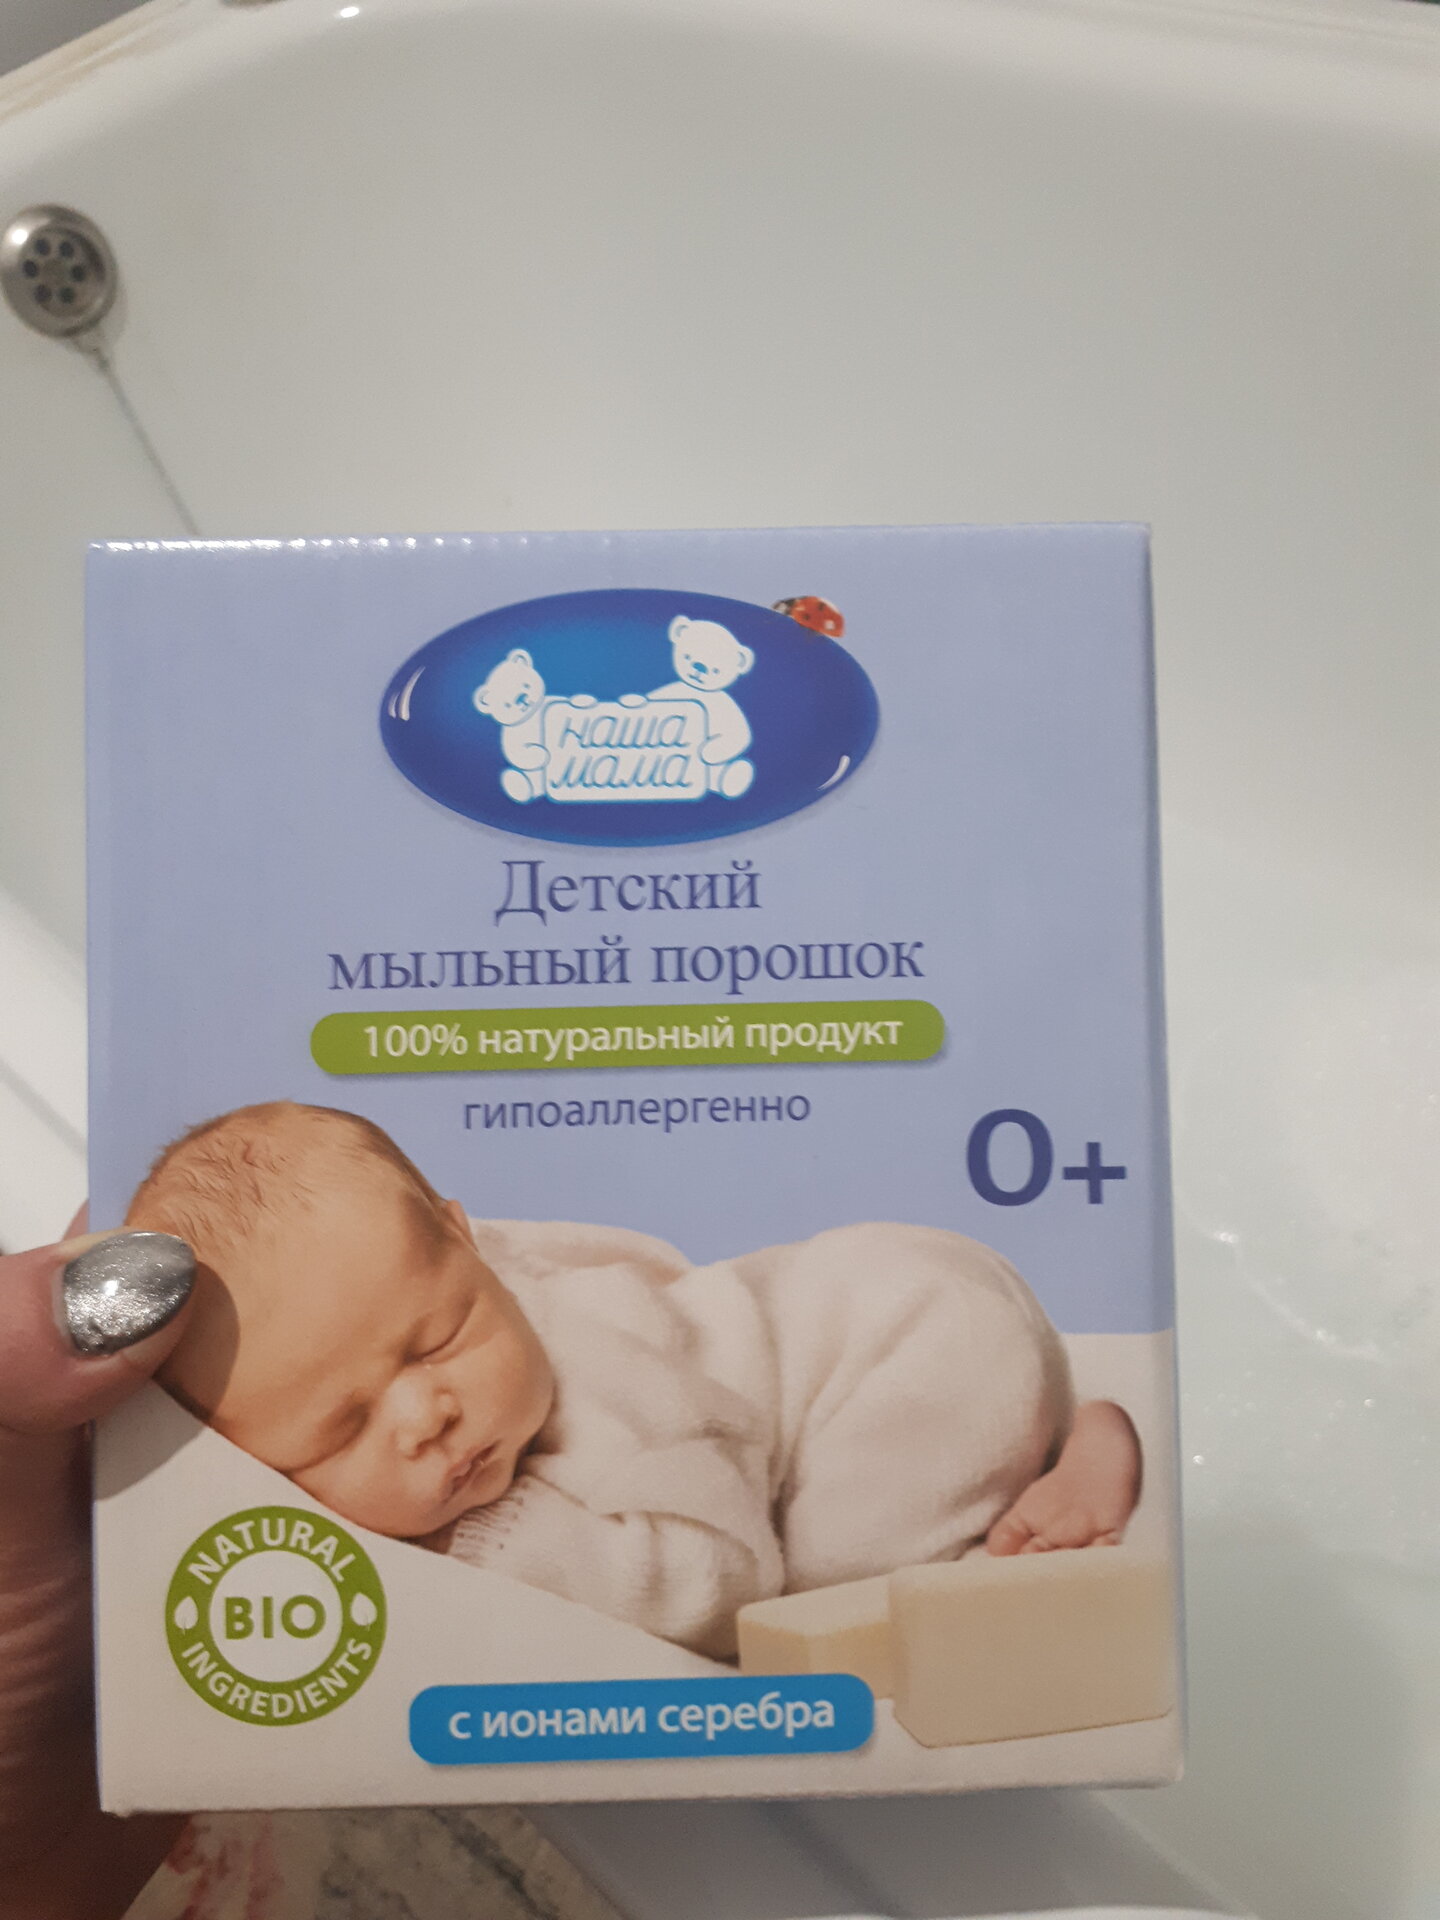 наша
мама
Детский
мыльный порошок
100% натуральный продукт
гипоаллергенно
0+
NATURAL
BIO
INGREDIENTS
с ионами серебра